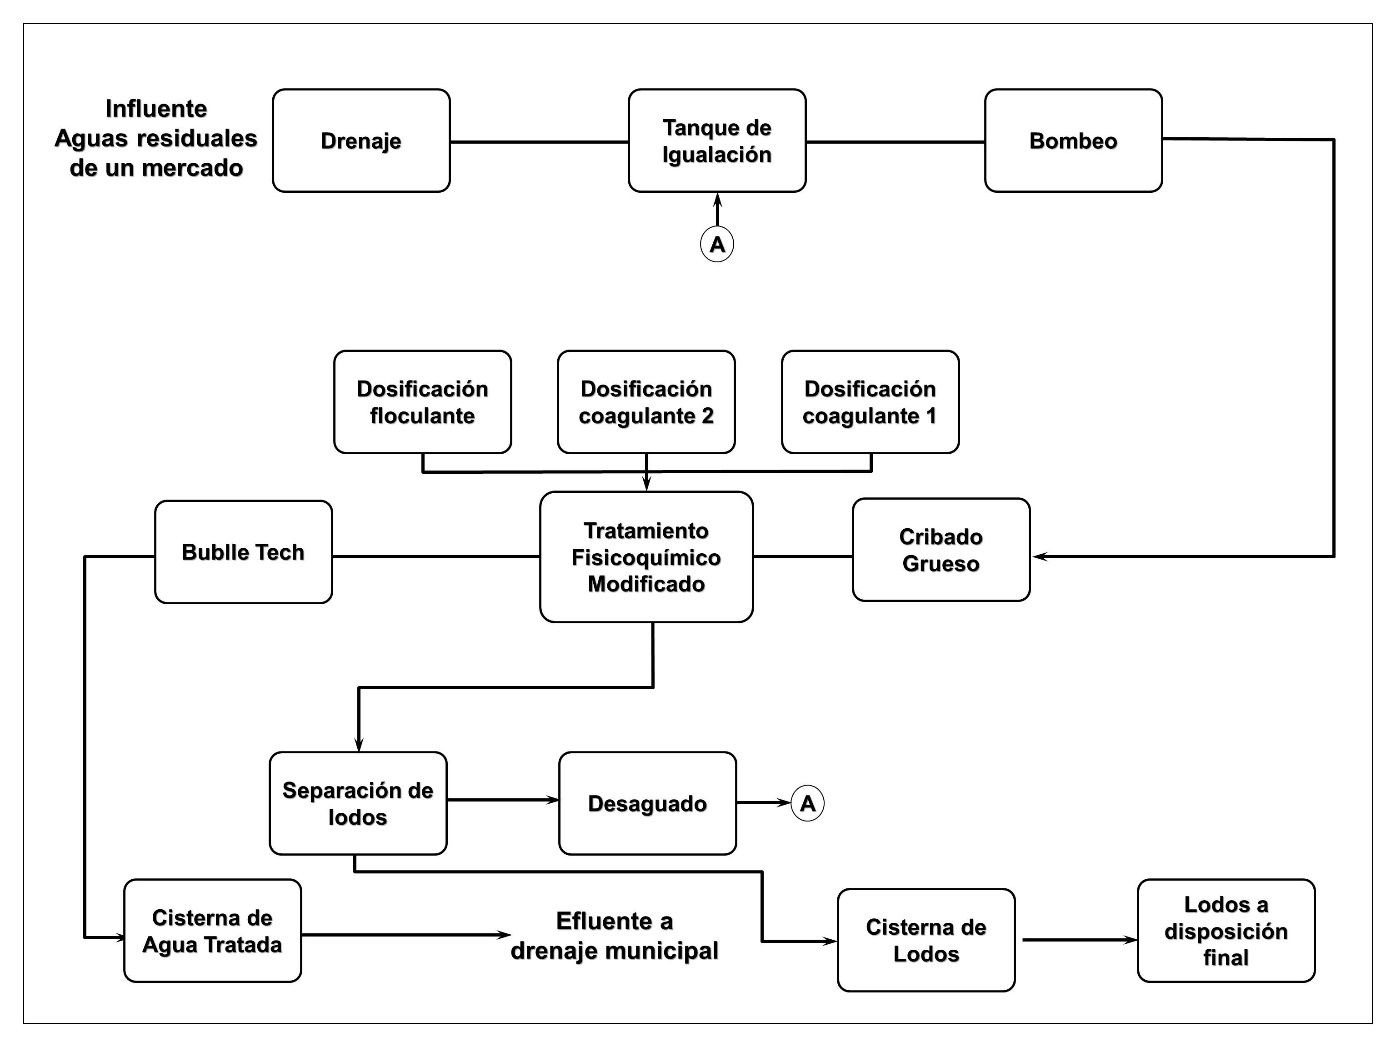 Influente
Aguas residuales
de un mercado
Drenaje
Tanque de
Igualación
Bombeo
A
Dosificación
floculante
Dosificación
coagulante 2
Dosificación
coagulante 1
Bublle Tech
Tratamiento
Fisicoquímico
Modificado
Cribado
Grueso
Separación de
lodos
Desaguado
A
Cisterna de
Agua Tratada
Efluente a
drenaje municipal
Cisterna de
Lodos
Lodos a
disposición
final